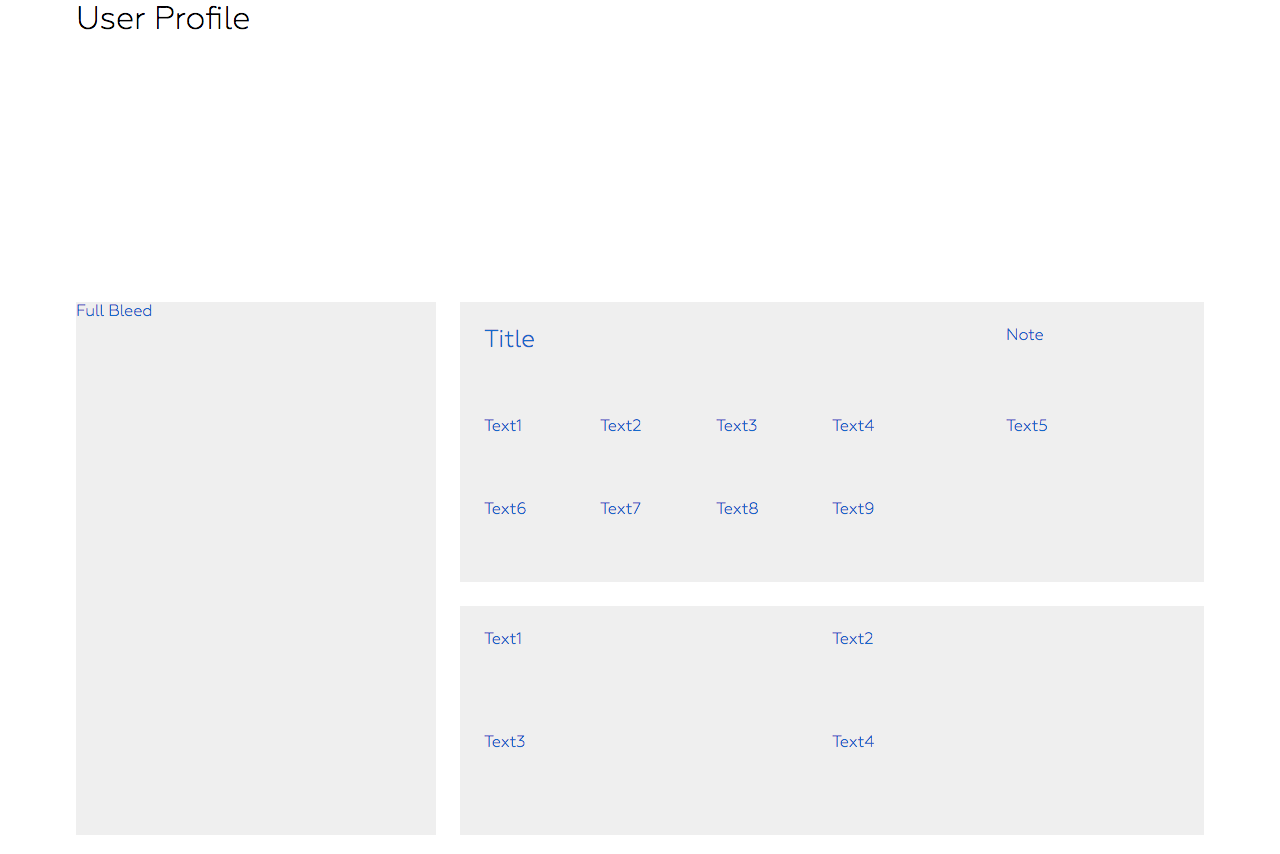 User Profile
Full Bleed
Title
Note
Text1 Text2 Text3 Text4 Text5
Text6 Text7 Text8 Text9
Text1 Text2
Text3 Text4